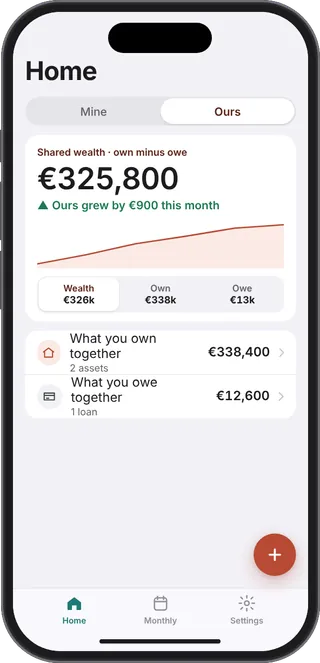 Home
Mine
Ours
Shared wealth · own minus owe
€325,800
▲ Ours grew by €900 this month
Wealth
€326k
Own
€338k
Owe
€13k
What you own
together
2 assets
€338,400
What you owe
together
1 loan
€12,600
+
Home
Monthly
Settings